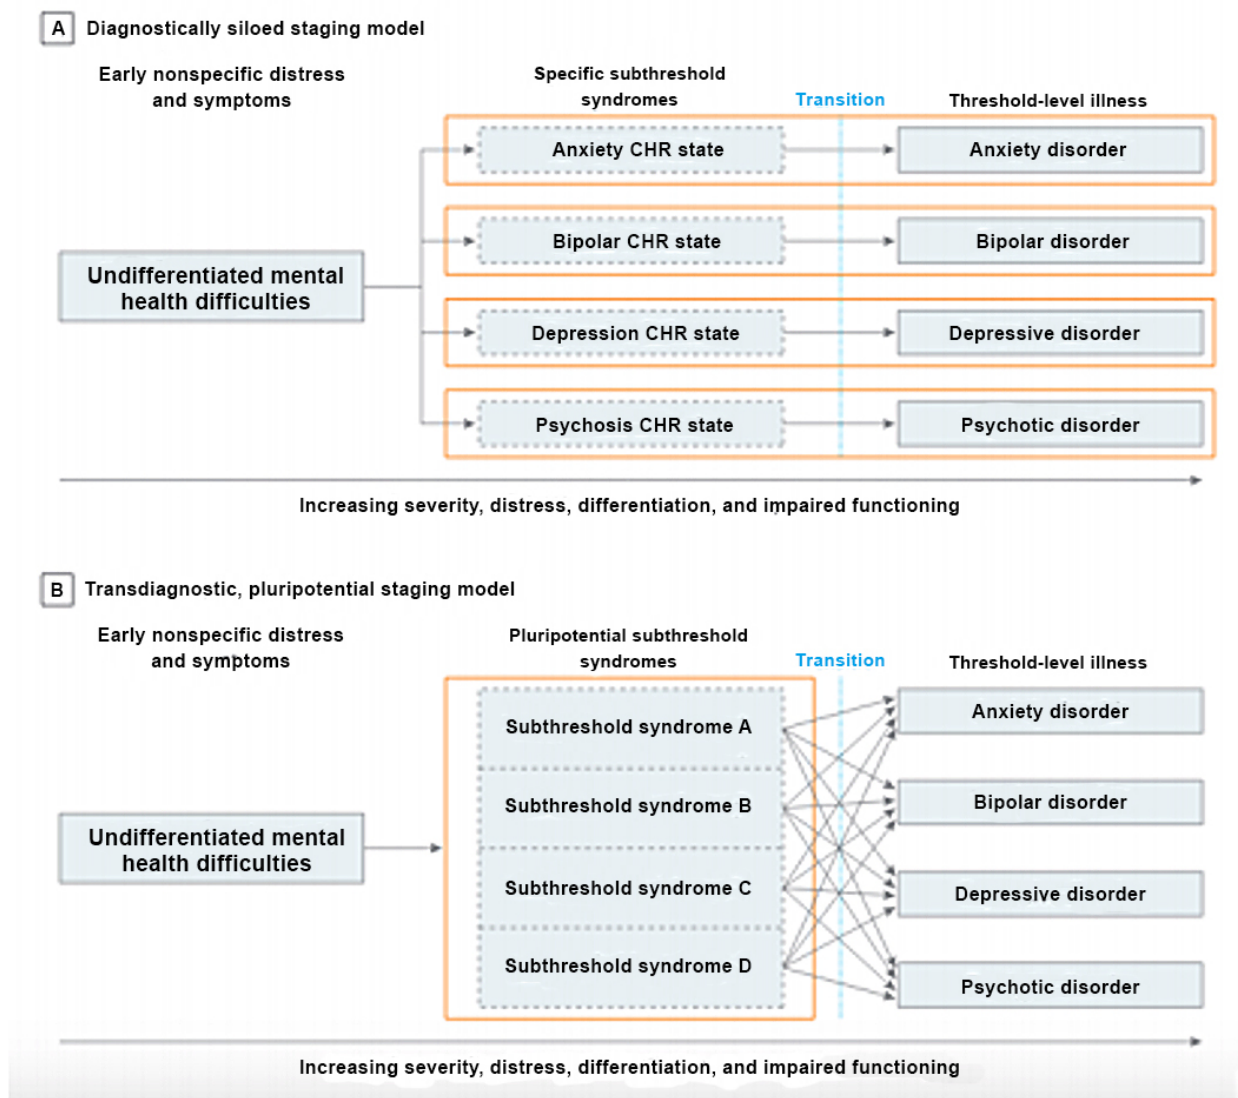 A Diagnostically siloed staging model
Early nonspecific distress
and symptoms
Specific subthreshold
syndromes
Transition
Threshold-level illness
Anxiety CHR state
Anxiety disorder
Bipolar CHR state
Bipolar disorder
Undifferentiated mental
health difficulties
Depression CHR state
Depressive disorder
Psychosis CHR state
Psychotic disorder
Increasing severity, distress, differentiation, and impaired functioning
B Transdiagnostic, pluripotential staging model
Early nonspecific distress
and symptoms
Pluripotential subthreshold
syndromes
Transition
Threshold-level illness
Subthreshold syndrome A
Anxiety disorder
Subthreshold syndrome B
Bipolar disorder
Undifferentiated mental
health difficulties
Subthreshold syndrome C
Depressive disorder
Subthreshold syndrome D
Psychotic disorder
Increasing severity, distress, differentiation, and impaired functioning